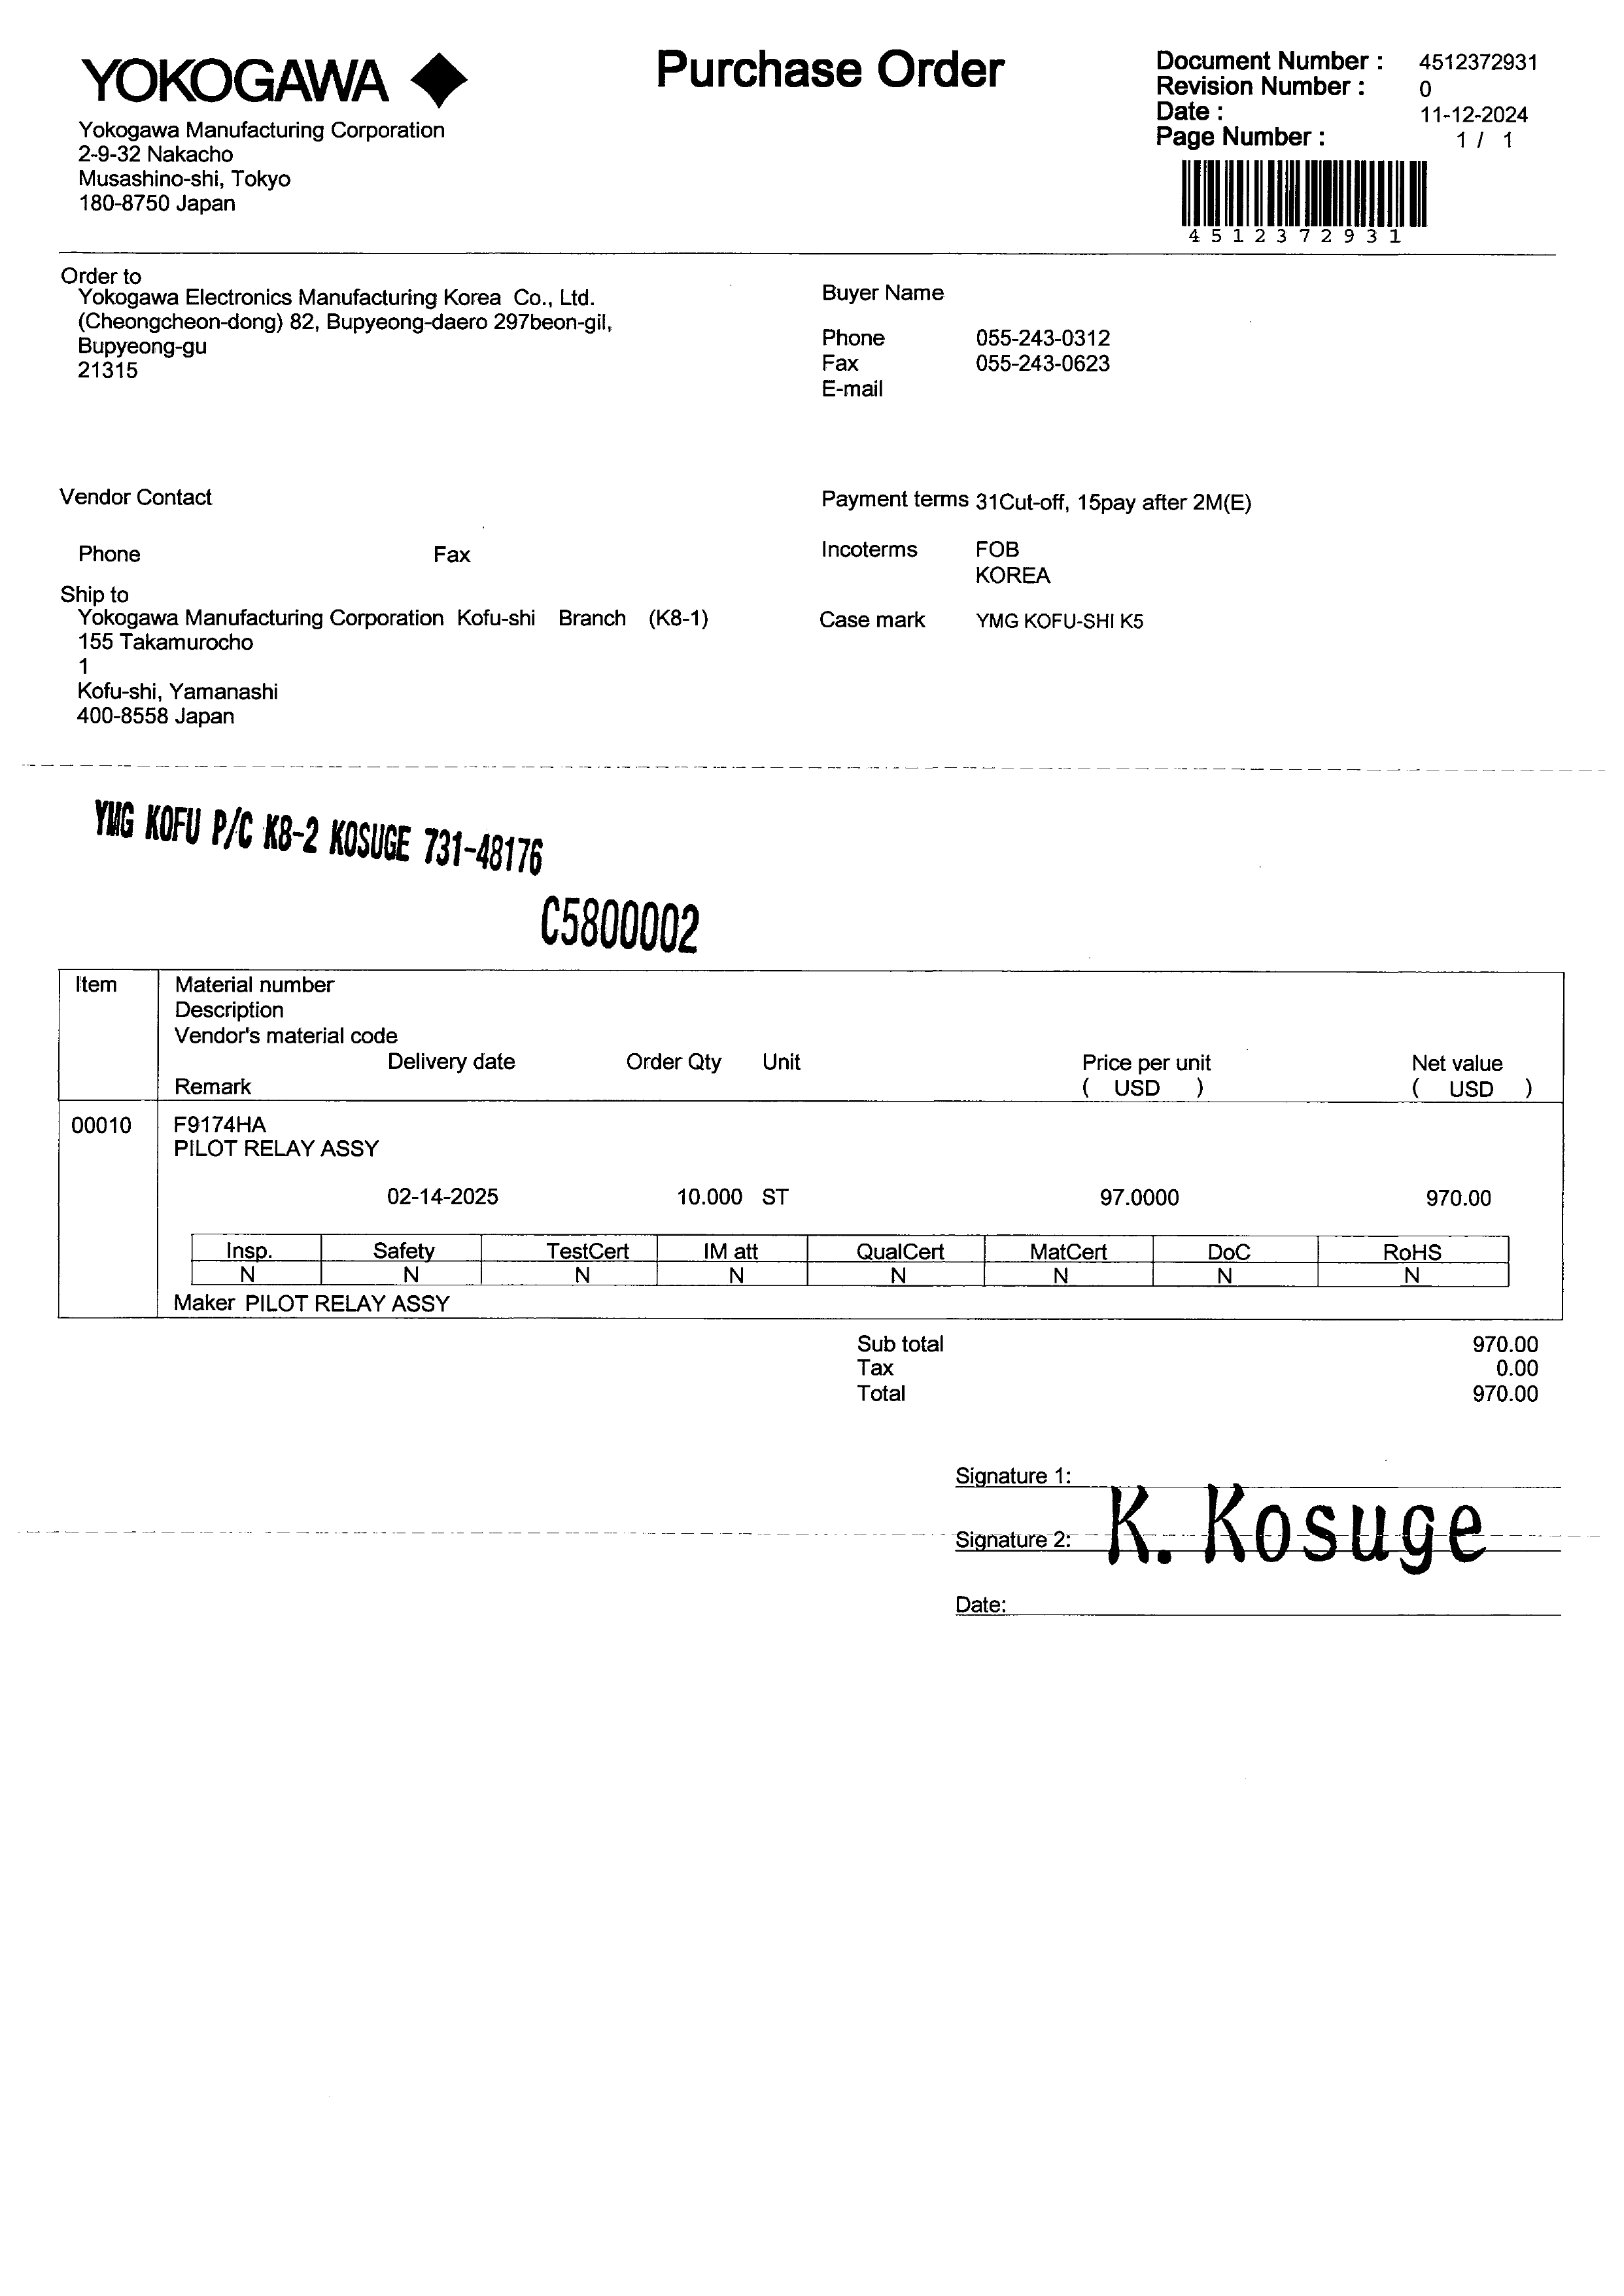 YOKOGAWA
Purchase Order
Document Number : 4512372931
Revision Number : 0
Date : 11-12-2024
Page Number : 1 / 1
4512372931
Yokogawa Manufacturing Corporation
2-9-32 Nakacho
Musashino-shi, Tokyo
180-8750 Japan
Order to
Yokogawa Electronics Manufacturing Korea Co., Ltd.
(Cheongcheon-dong) 82, Bupyeong-daero 297beon-gil,
Bupyeong-gu
21315
Buyer Name
Phone 055-243-0312
Fax 055-243-0623
E-mail
Vendor Contact
Phone Fax
Payment terms 31Cut-off, 15pay after 2M(E)
Incoterms FOB
KOREA
Case mark YMG KOFU-SHI K5
Ship to
Yokogawa Manufacturing Corporation Kofu-shi Branch (K8-1)
155 Takamurocho
1
Kofu-shi, Yamanashi
400-8558 Japan
YMG KOFU P/C K8-2 KOSUGE 731-48176
C5800002
Item Material number
Description
Vendor's material code
Delivery date Order Qty Unit Price per unit Net value
Remark ( USD ) ( USD )
00010 F9174HA
PILOT RELAY ASSY
02-14-2025 10.000 ST 97.0000 970.00
Insp. Safety TestCert IM att QualCert MatCert DoC RoHS
N N N N N N N N
Maker PILOT RELAY ASSY
Sub total 970.00
Tax 0.00
Total 970.00
Signature 1:
Signature 2: K. Kosuge
Date: